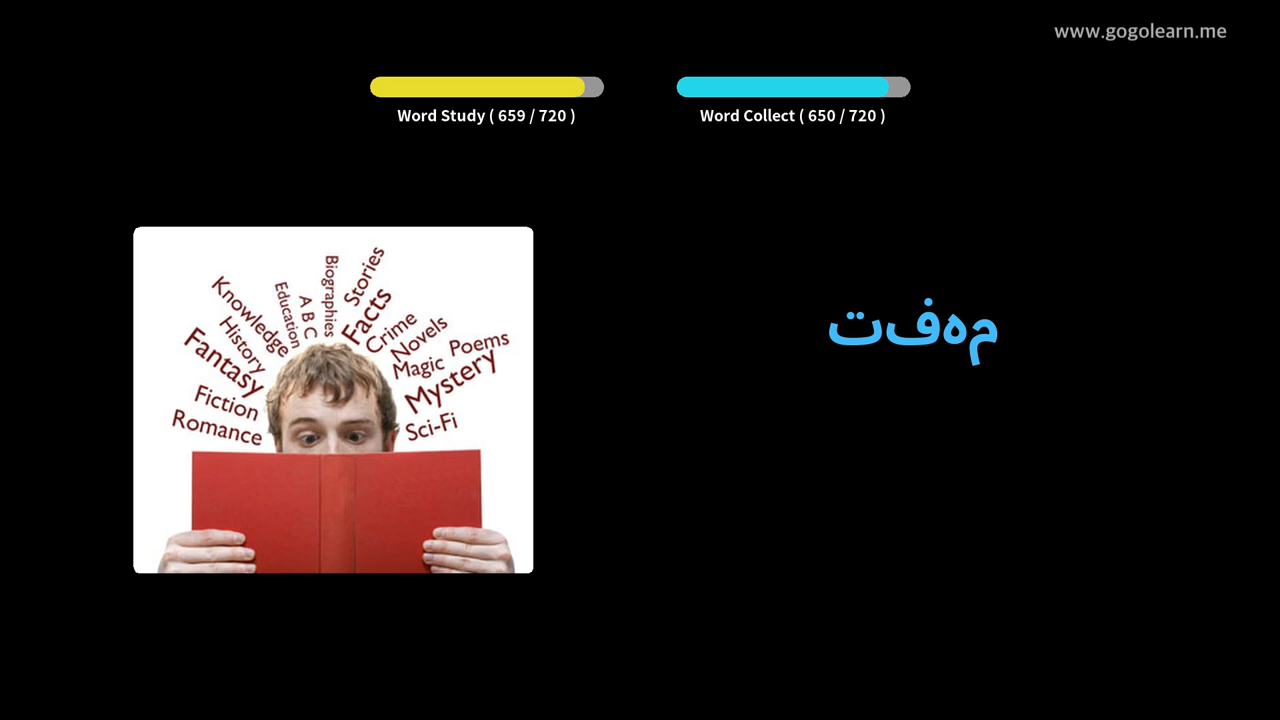 www.gogolearn.me
Word Study ( 659 / 720 )
Word Collect ( 650 / 720 )
Romance
Fiction
Fantasy
History
Knowledge
Education
A B C
Biographies
Stories
Facts
Crime
Novels
Magic
Poems
Mystery
Sci-Fi
مهفت